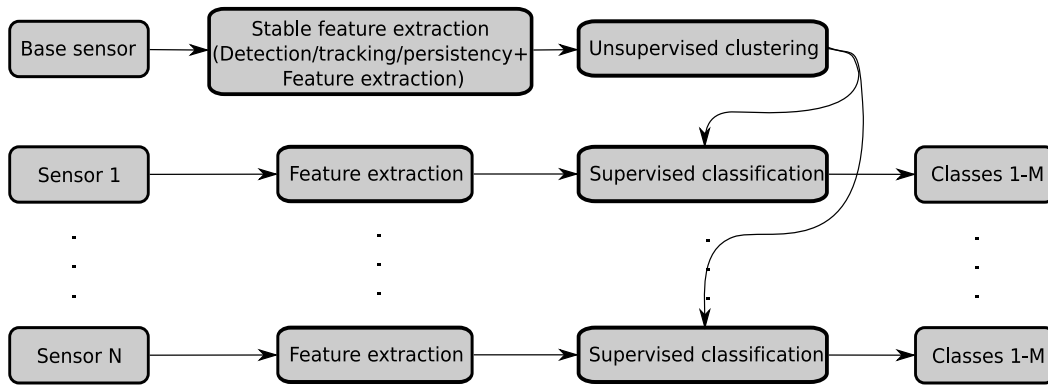 Base sensor
Stable feature extraction
(Detection/tracking/persistency+
Feature extraction)
Unsupervised clustering
Sensor 1
Feature extraction
Supervised classification
Classes 1-M
Sensor N
Feature extraction
Supervised classification
Classes 1-M